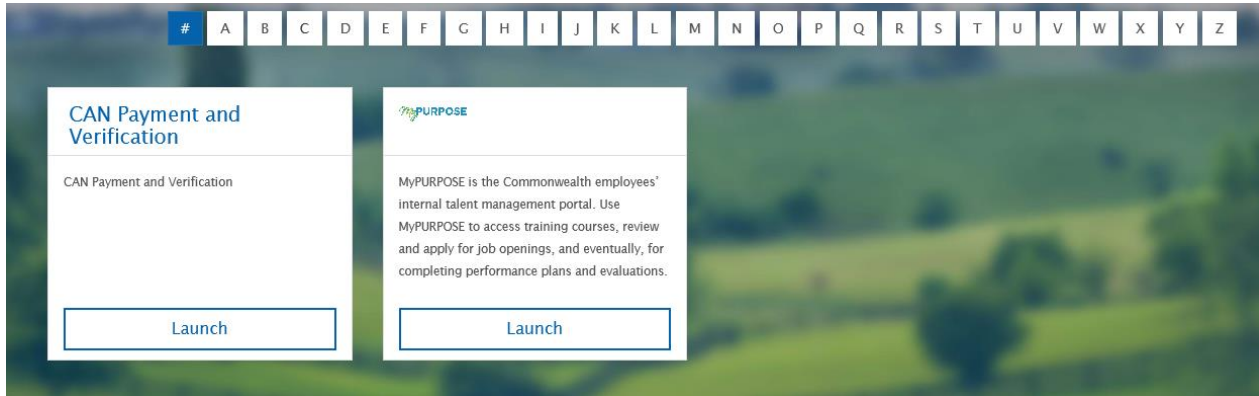 # A B C D E F G H I J K L M N O P Q R S T U V W X Y Z
CAN Payment and
Verification
CAN Payment and Verification
Launch
MyPURPOSE
MyPURPOSE is the Commonwealth employees'
internal talent management portal. Use
MyPURPOSE to access training courses, review
and apply for job openings, and eventually, for
completing performance plans and evaluations.
Launch